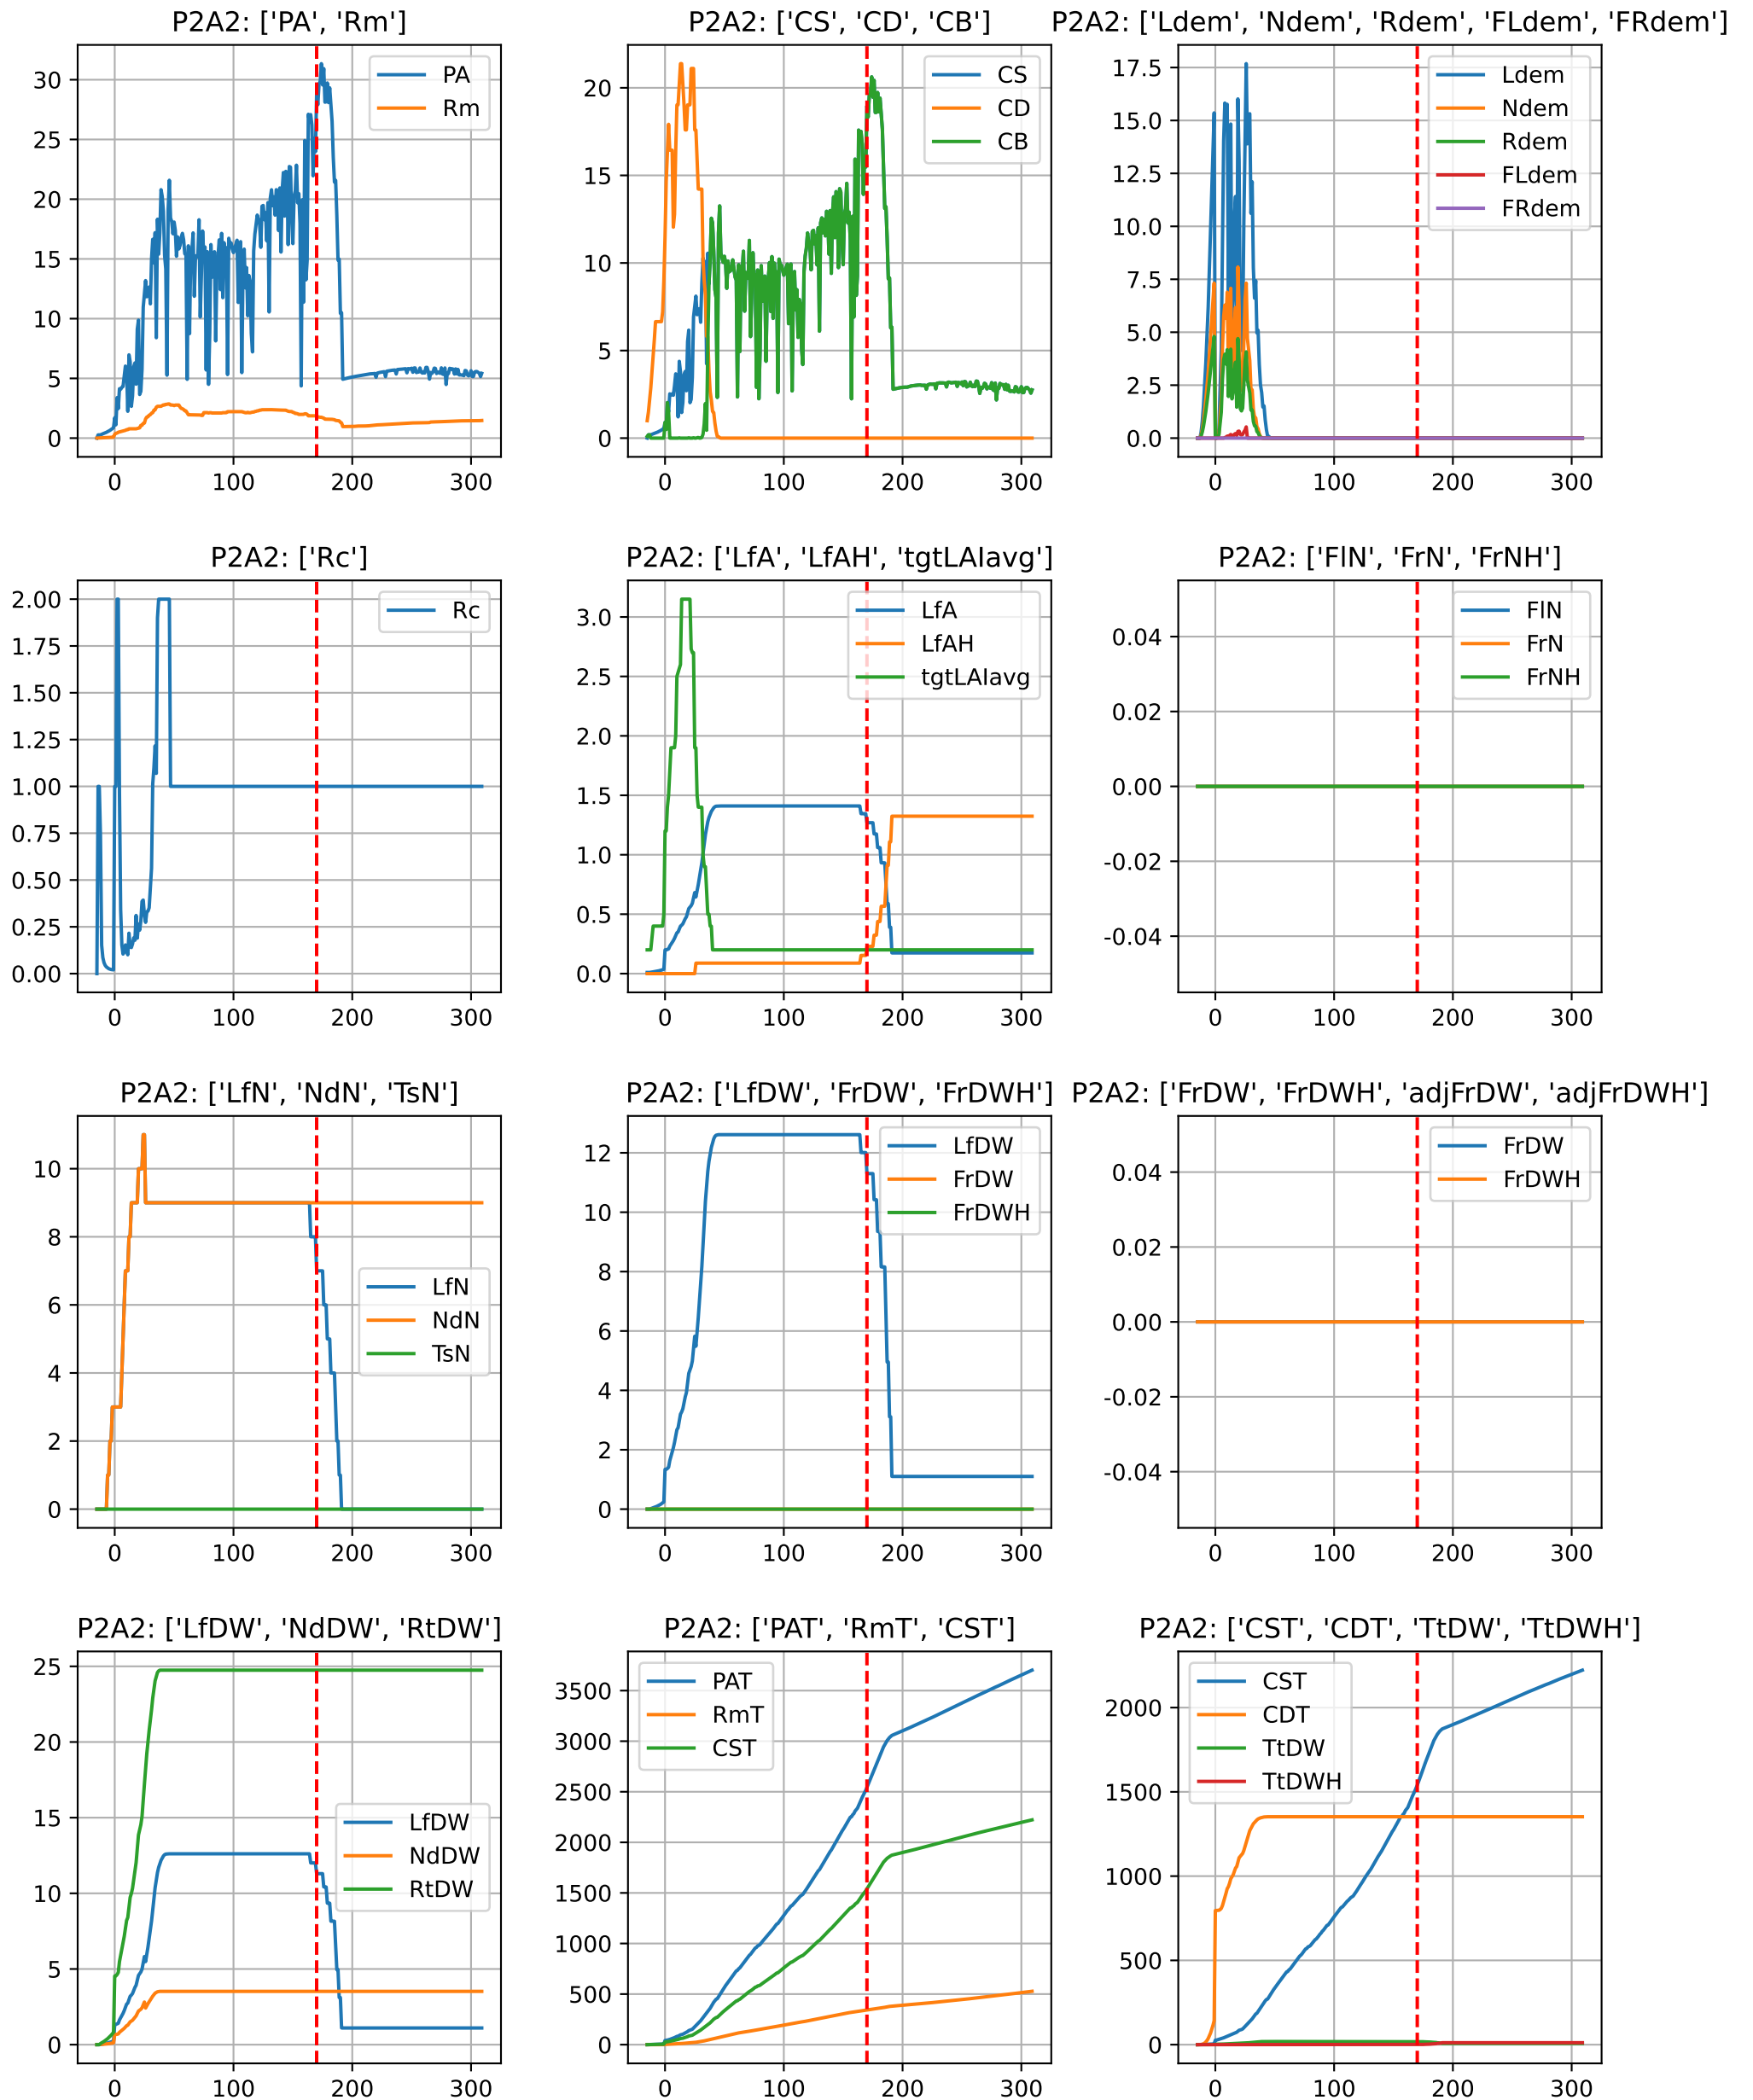 P2A2: ['PA', 'Rm']
30
25
20
15
10
5
0
0 100 200 300
PA
Rm
P2A2: ['CS', 'CD', 'CB']
20
15
10
5
0
0 100 200 300
CS
CD
CB
P2A2: ['Ldem', 'Ndem', 'Rdem', 'FLdem', 'FRdem']
17.5
15.0
12.5
10.0
7.5
5.0
2.5
0.0
0 100 200 300
Ldem
Ndem
Rdem
FLdem
FRdem
P2A2: ['Rc']
2.00
1.75
1.50
1.25
1.00
0.75
0.50
0.25
0.00
0 100 200 300
Rc
P2A2: ['LfA', 'LfAH', 'tgtLAIavg']
3.0
2.5
2.0
1.5
1.0
0.5
0.0
0 100 200 300
LfA
LfAH
tgtLAIavg
P2A2: ['FlN', 'FrN', 'FrNH']
0.04
0.02
0.00
-0.02
-0.04
0 100 200 300
FlN
FrN
FrNH
P2A2: ['LfN', 'NdN', 'TsN']
10
8
6
4
2
0
0 100 200 300
LfN
NdN
TsN
P2A2: ['LfDW', 'FrDW', 'FrDWH']
12
10
8
6
4
2
0
0 100 200 300
LfDW
FrDW
FrDWH
P2A2: ['FrDW', 'FrDWH', 'adjFrDW', 'adjFrDWH']
0.04
0.02
0.00
-0.02
-0.04
0 100 200 300
FrDW
FrDWH
P2A2: ['LfDW', 'NdDW', 'RtDW']
25
20
15
10
5
0
0 100 200 300
LfDW
NdDW
RtDW
P2A2: ['PAT', 'RmT', 'CST']
3500
3000
2500
2000
1500
1000
500
0
0 100 200 300
PAT
RmT
CST
P2A2: ['CST', 'CDT', 'TtDW', 'TtDWH']
2000
1500
1000
500
0
0 100 200 300
CST
CDT
TtDW
TtDWH